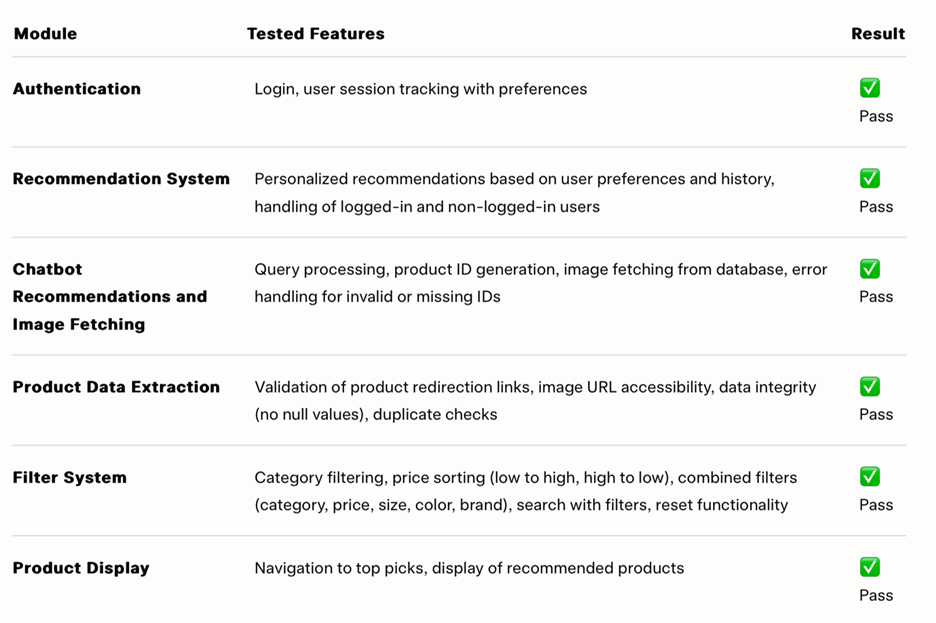 Module Tested Features Result
Authentication Login, user session tracking with preferences ✅
Pass
Recommendation System Personalized recommendations based on user preferences and history, ✅
handling of logged-in and non-logged-in users Pass
Chatbot Query processing, product ID generation, image fetching from database, error ✅
Recommendations and handling for invalid or missing IDs Pass
Image Fetching
Product Data Extraction Validation of product redirection links, image URL accessibility, data integrity ✅
(no null values), duplicate checks Pass
Filter System Category filtering, price sorting (low to high, high to low), combined filters ✅
(category, price, size, color, brand), search with filters, reset functionality Pass
Product Display Navigation to top picks, display of recommended products ✅
Pass